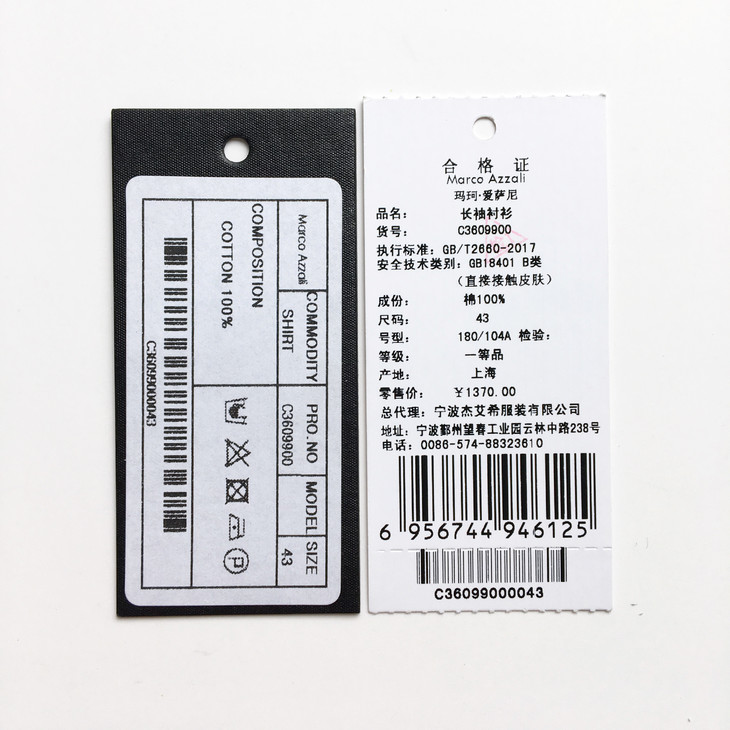 Marco Azzali
COMMODITY
SHIRT
PRO.NO
C3609900
MODEL SIZE
43
COMPOSITION
COTTON 100%
P
C36099000043
合格证
Marco Azzali
玛珂·爱萨尼
品名： 长袖衬衫
货号： C3609900
执行标准：GB/T2660-2017
安全技术类别：GB18401 B类
（直接接触皮肤）
成份： 棉100%
尺码： 43
号型： 180/104A 检验：
等级： 一等品
产地： 上海
零售价： ￥1370.00
总代理：宁波杰艾希服装有限公司
地址：宁波鄞州望春工业园云林中路238号
电话：0086-574-88323610
6 956744 946125
C36099000043